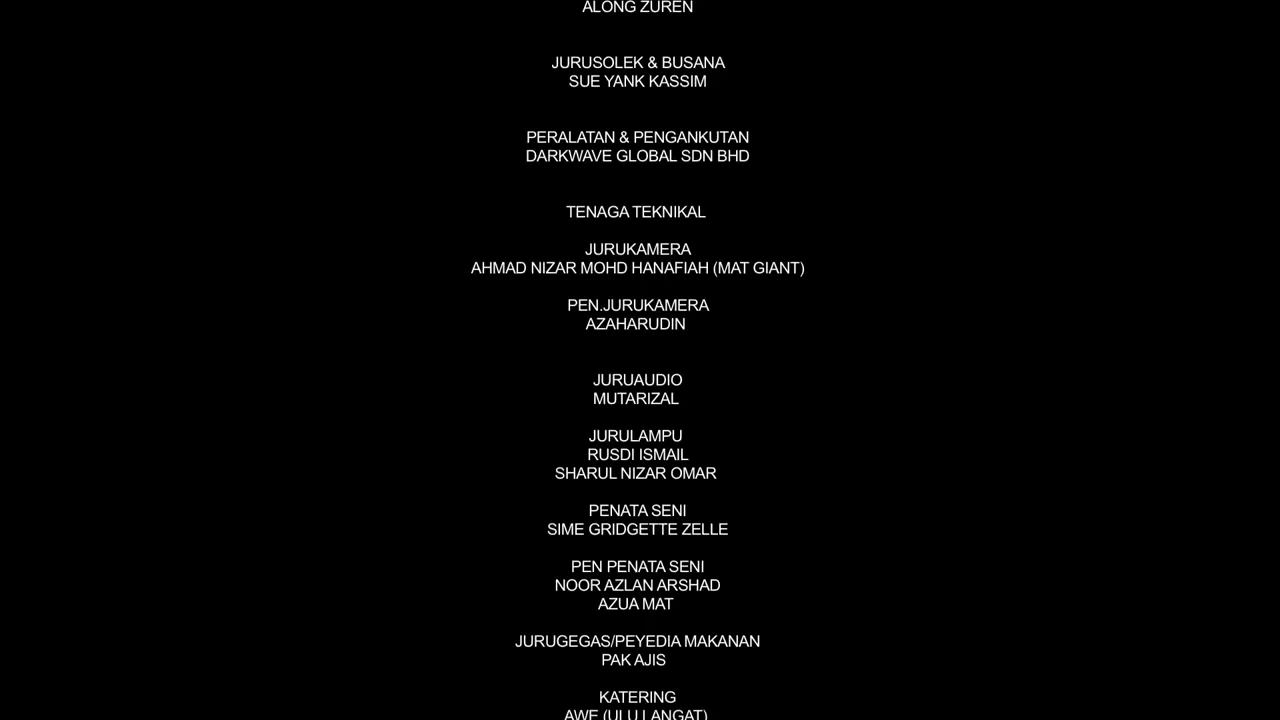 ALONG ZUREN
JURUSOLEK & BUSANA
SUE YANK KASSIM
PERALATAN & PENGANKUTAN
DARKWAVE GLOBAL SDN BHD
TENAGA TEKNIKAL
JURUKAMERA
AHMAD NIZAR MOHD HANAFIAH (MAT GIANT)
PEN.JURUKAMERA
AZAHARUDIN
JURUAUDIO
MUTARIZAL
JURULAMPU
RUSDI ISMAIL
SHARUL NIZAR OMAR
PENATA SENI
SIME GRIDGETTE ZELLE
PEN PENATA SENI
NOOR AZLAN ARSHAD
AZUA MAT
JURUGEGAS/PEYEDIA MAKANAN
PAK AJIS
KATERING
AWE (ULU LANGAT)